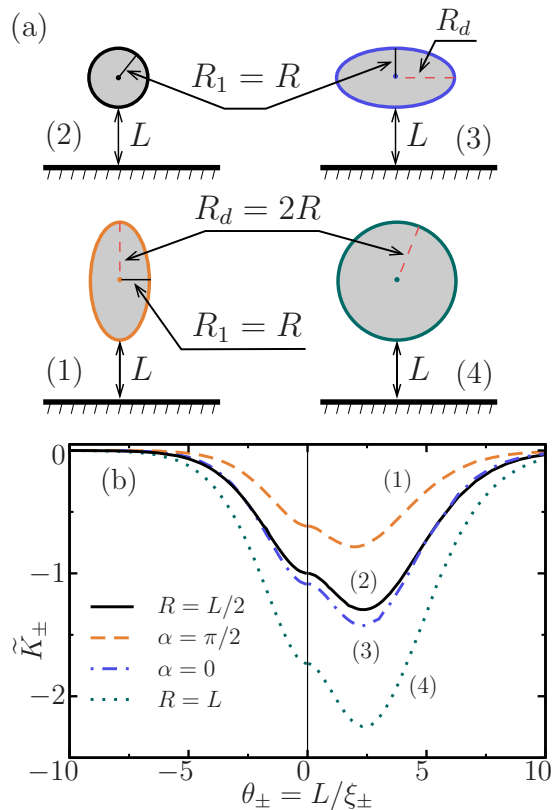 (a)
R_d
R_1 = R
(2)
L
L
(3)
R_d = 2R
R_1 = R
(1)
L
L
(4)
0
(b)
(1)
−1
(2)
(3)
R = L/2
α = π/2
α = 0
R = L
(4)
−2
K̃_±
−10
−5
0
5
10
θ_± = L/ξ_±